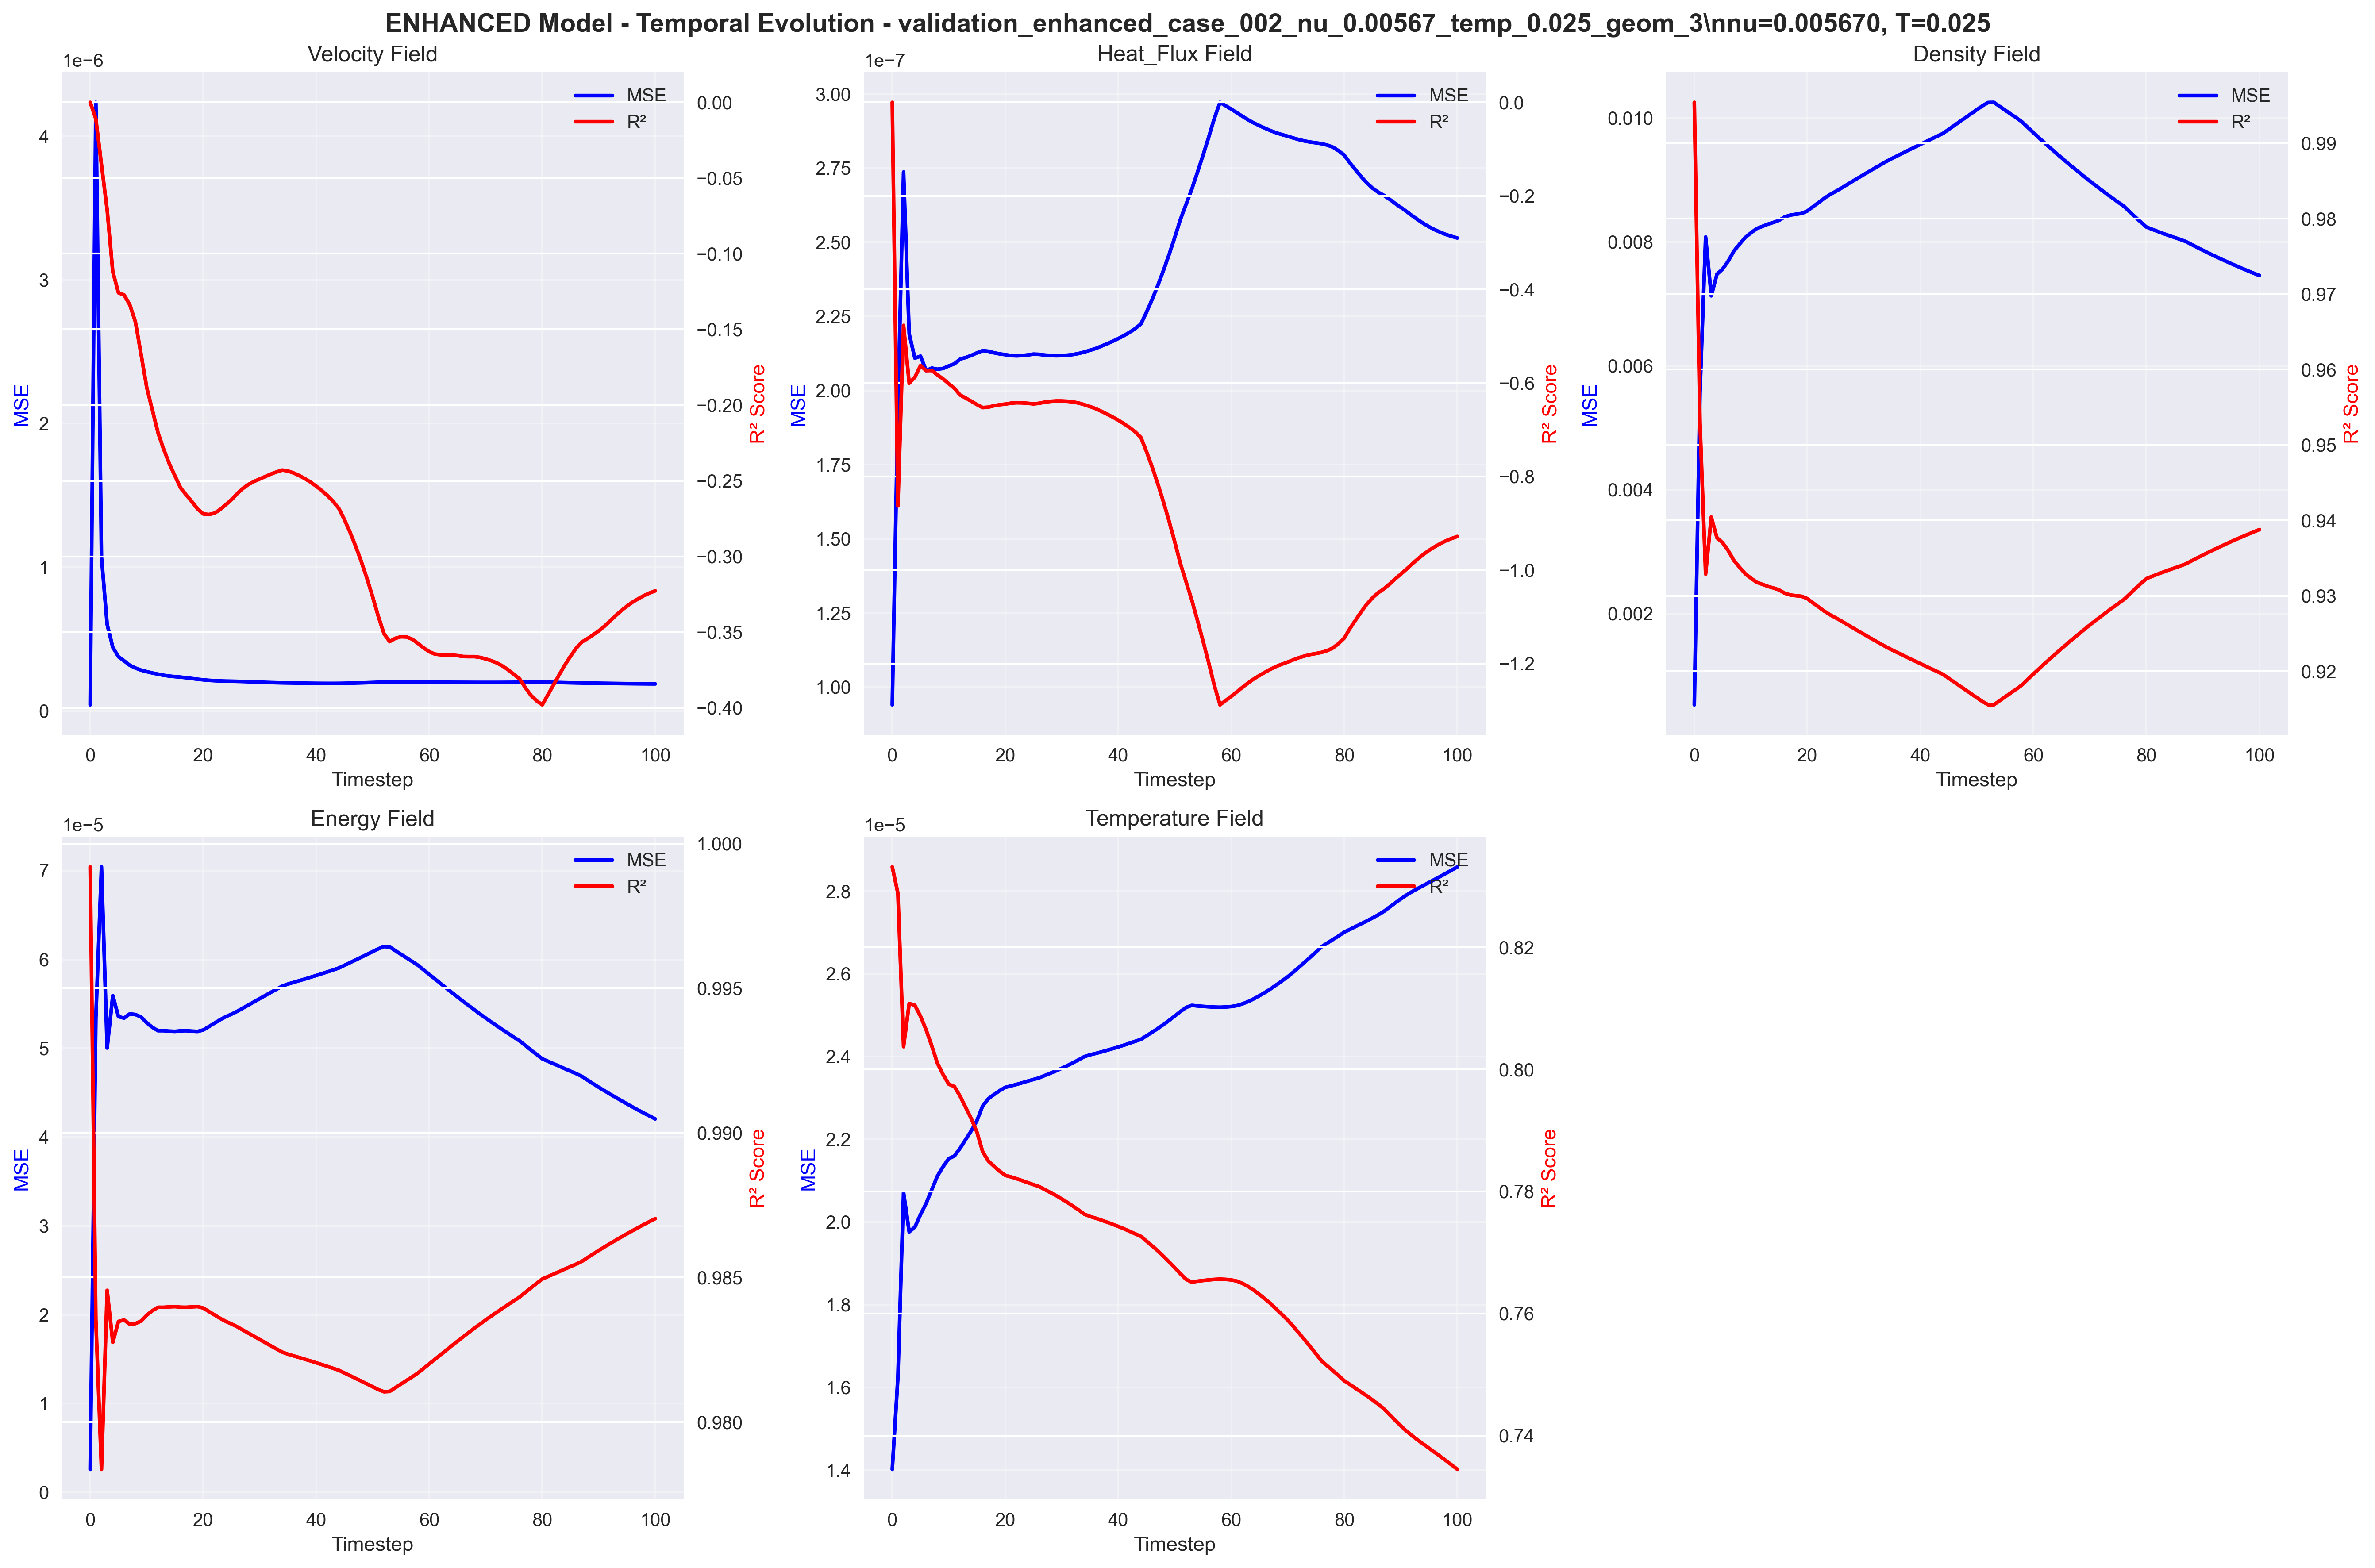 ENHANCED Model - Temporal Evolution - validation_enhanced_case_002_nu_0.00567_temp_0.025_geom_3\nnu=0.005670, T=0.025
Velocity Field
1e−6
MSE
R²
4
3
2
1
0
0.00
−0.05
−0.10
−0.15
−0.20
−0.25
−0.30
−0.35
−0.40
MSE
R² Score
0 20 40 60 80 100
Timestep
Heat_Flux Field
1e−7
MSE
R²
3.00
2.75
2.50
2.25
2.00
1.75
1.50
1.25
1.00
0.0
−0.2
−0.4
−0.6
−0.8
−1.0
−1.2
MSE
R² Score
0 20 40 60 80 100
Timestep
Density Field
MSE
R²
0.010
0.008
0.006
0.004
0.002
0.99
0.98
0.97
0.96
0.95
0.94
0.93
0.92
MSE
R² Score
0 20 40 60 80 100
Timestep
Energy Field
1e−5
MSE
R²
7
6
5
4
3
2
1
0
1.000
0.995
0.990
0.985
0.980
MSE
R² Score
0 20 40 60 80 100
Timestep
Temperature Field
1e−5
MSE
R²
2.8
2.6
2.4
2.2
2.0
1.8
1.6
1.4
0.82
0.80
0.78
0.76
0.74
MSE
R² Score
0 20 40 60 80 100
Timestep